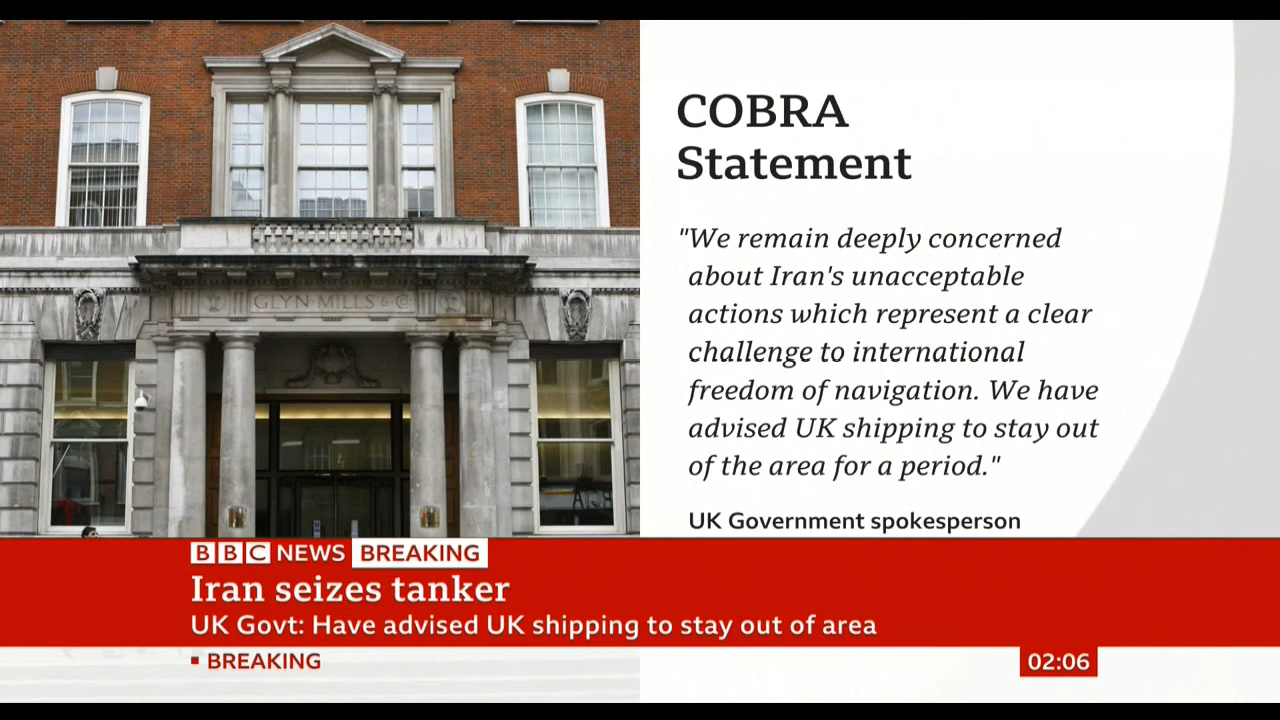 GLYN·MILLS & Co
COBRA
Statement
"We remain deeply concerned
about Iran's unacceptable
actions which represent a clear
challenge to international
freedom of navigation. We have
advised UK shipping to stay out
of the area for a period."
UK Government spokesperson
BBC NEWS BREAKING
Iran seizes tanker
UK Govt: Have advised UK shipping to stay out of area
BREAKING
02:06